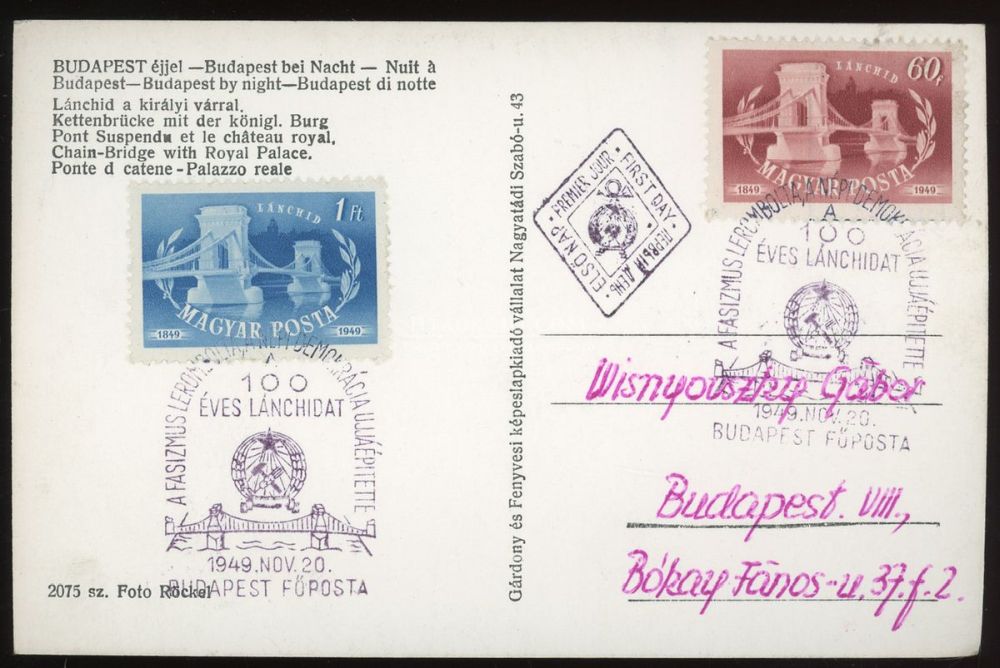 BUDAPEST éjjel —Budapest bei Nacht — Nuit à
Budapest—Budapest by night—Budapest di notte
Lánchid a királyi várral.
Kettenbrücke mit der königl. Burg
Pont Suspendu et le château royal.
Chain-Bridge with Royal Palace.
Ponte d catene - Palazzo reale
LÁNCHID
1 Ft
MAGYAR POSTA
1849
1949
A FASIZMUS LEROMBOLTA, A NÉPI DEMOKRÁCIA UJJÁÉPITETTE
A
100
ÉVES LÁNCHIDAT
1949.NOV.20.
BUDAPEST FŐPOSTA
2075 sz. Foto Röckel
Gárdony és Fenyvesi képeslapkiadó vállalat Nagyatádi Szabó-u. 43
ELSŐ NAP · PREMIER JOUR · FIRST DAY · ПЕРВЫЙ ДЕНЬ
LÁNCHID
60f
MAGYAR POSTA
1849
1949
A FASIZMUS LEROMBOLTA, A NÉPI DEMOKRÁCIA UJJÁÉPITETTE
A
100
ÉVES LÁNCHIDAT
1949.NOV.20.
BUDAPEST FŐPOSTA
Wisnyovszky Gábor
Budapest. VIII.,
Bókay János-u. 37. f. 2.